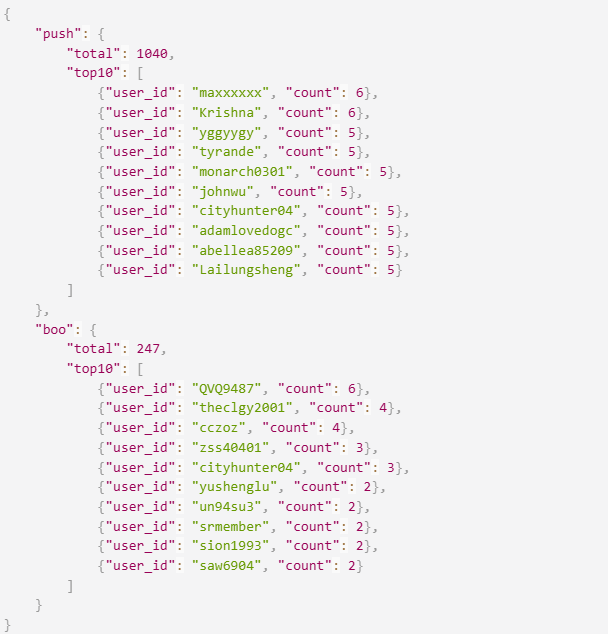 {
    "push": {
        "total": 1040,
        "top10": [
            {"user_id": "maxxxxxx", "count": 6},
            {"user_id": "Krishna", "count": 6},
            {"user_id": "yggyygy", "count": 5},
            {"user_id": "tyrande", "count": 5},
            {"user_id": "monarch0301", "count": 5},
            {"user_id": "johnwu", "count": 5},
            {"user_id": "cityhunter04", "count": 5},
            {"user_id": "adamlovedogc", "count": 5},
            {"user_id": "abellea85209", "count": 5},
            {"user_id": "Lailungsheng", "count": 5}
        ]
    },
    "boo": {
        "total": 247,
        "top10": [
            {"user_id": "QVQ9487", "count": 6},
            {"user_id": "theclgy2001", "count": 4},
            {"user_id": "cczoz", "count": 4},
            {"user_id": "zss40401", "count": 3},
            {"user_id": "cityhunter04", "count": 3},
            {"user_id": "yushenglu", "count": 2},
            {"user_id": "un94su3", "count": 2},
            {"user_id": "srmember", "count": 2},
            {"user_id": "sion1993", "count": 2},
            {"user_id": "saw6904", "count": 2}
        ]
    }
}